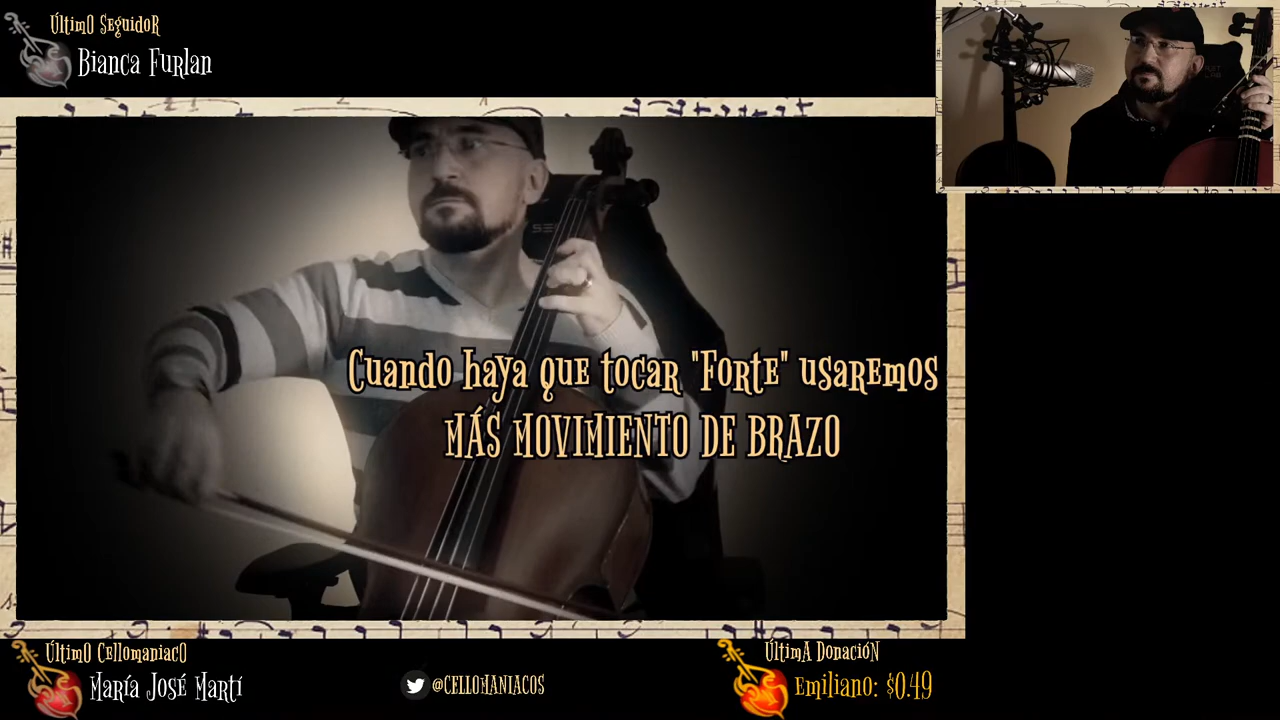 ÚltimO SeguidoR
Bianca Furlan
Cuando haya que tocar "Forte" usaremos
MÁS MOVIMIENTO DE BRAZO
ÚltimO CellomaniacO
María José Martí
@CELLOMANIACOS
ÚltimA DonacióN
Emiliano: $0.49